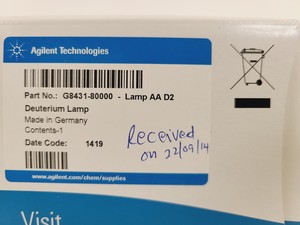 Agilent Technologies
Part No.: G8431-80000 - Lamp AA D2
Deuterium Lamp
Made in Germany
Contents-1
Date Code: 1419
Received
on 22/09/14
www.agilent.com/chem/supplies
Visit